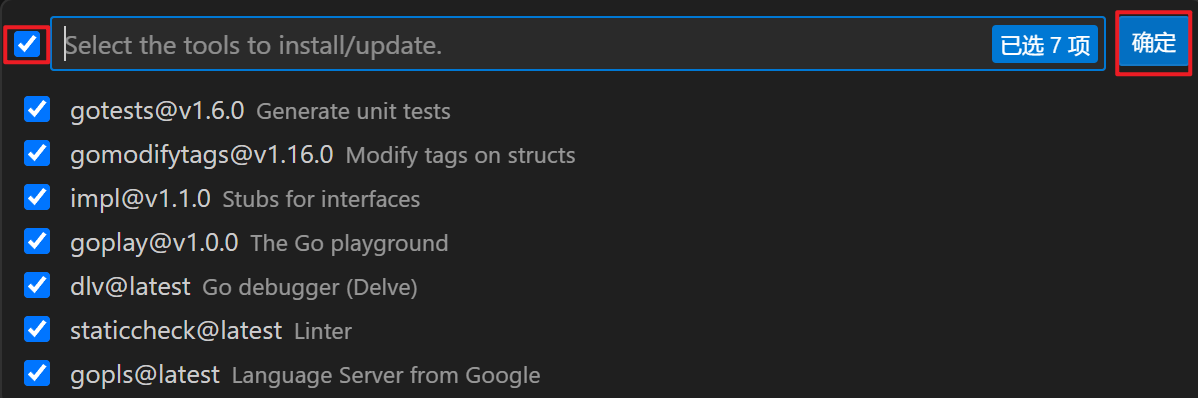 Select the tools to install/update. 已选 7 项 确定
gotests@v1.6.0 Generate unit tests
gomodifytags@v1.16.0 Modify tags on structs
impl@v1.1.0 Stubs for interfaces
goplay@v1.0.0 The Go playground
dlv@latest Go debugger (Delve)
staticcheck@latest Linter
gopls@latest Language Server from Google